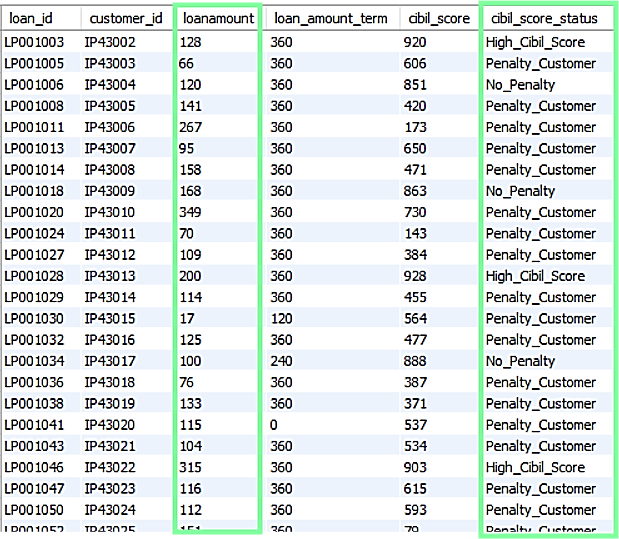 loan_id customer_id loanamount loan_amount_term cibil_score cibil_score_status
LP001003 IP43002 128 360 920 High_Cibil_Score
LP001005 IP43003 66 360 606 Penalty_Customer
LP001006 IP43004 120 360 851 No_Penalty
LP001008 IP43005 141 360 420 Penalty_Customer
LP001011 IP43006 267 360 173 Penalty_Customer
LP001013 IP43007 95 360 650 Penalty_Customer
LP001014 IP43008 158 360 471 Penalty_Customer
LP001018 IP43009 168 360 863 No_Penalty
LP001020 IP43010 349 360 730 Penalty_Customer
LP001024 IP43011 70 360 143 Penalty_Customer
LP001027 IP43012 109 360 384 Penalty_Customer
LP001028 IP43013 200 360 928 High_Cibil_Score
LP001029 IP43014 114 360 455 Penalty_Customer
LP001030 IP43015 17 120 564 Penalty_Customer
LP001032 IP43016 125 360 477 Penalty_Customer
LP001034 IP43017 100 240 888 No_Penalty
LP001036 IP43018 76 360 387 Penalty_Customer
LP001038 IP43019 133 360 371 Penalty_Customer
LP001041 IP43020 115 0 537 Penalty_Customer
LP001043 IP43021 104 360 534 Penalty_Customer
LP001046 IP43022 315 360 903 High_Cibil_Score
LP001047 IP43023 116 360 615 Penalty_Customer
LP001050 IP43024 112 360 593 Penalty_Customer
LP001052 IP43025 151 360 79 Penalty_Customer